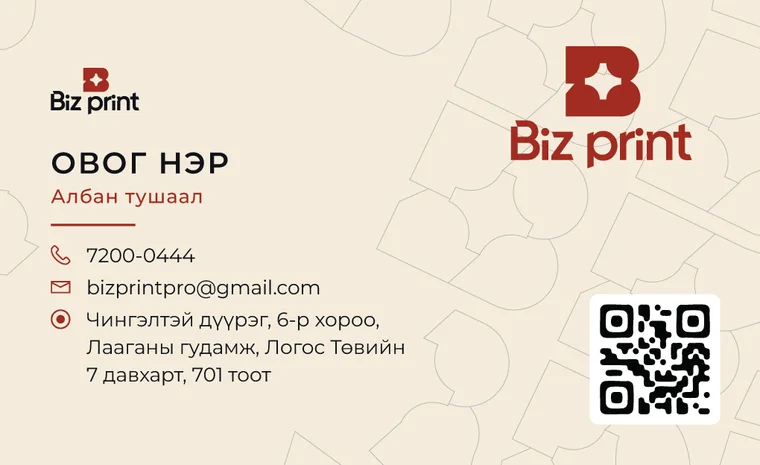 Biz print
Biz print
ОВОГ НЭР
Албан тушаал
7200-0444
bizprintpro@gmail.com
Чингэлтэй дүүрэг, 6-р хороо,
Лааганы гудамж, Логос Төвийн
7 давхарт, 701 тоот